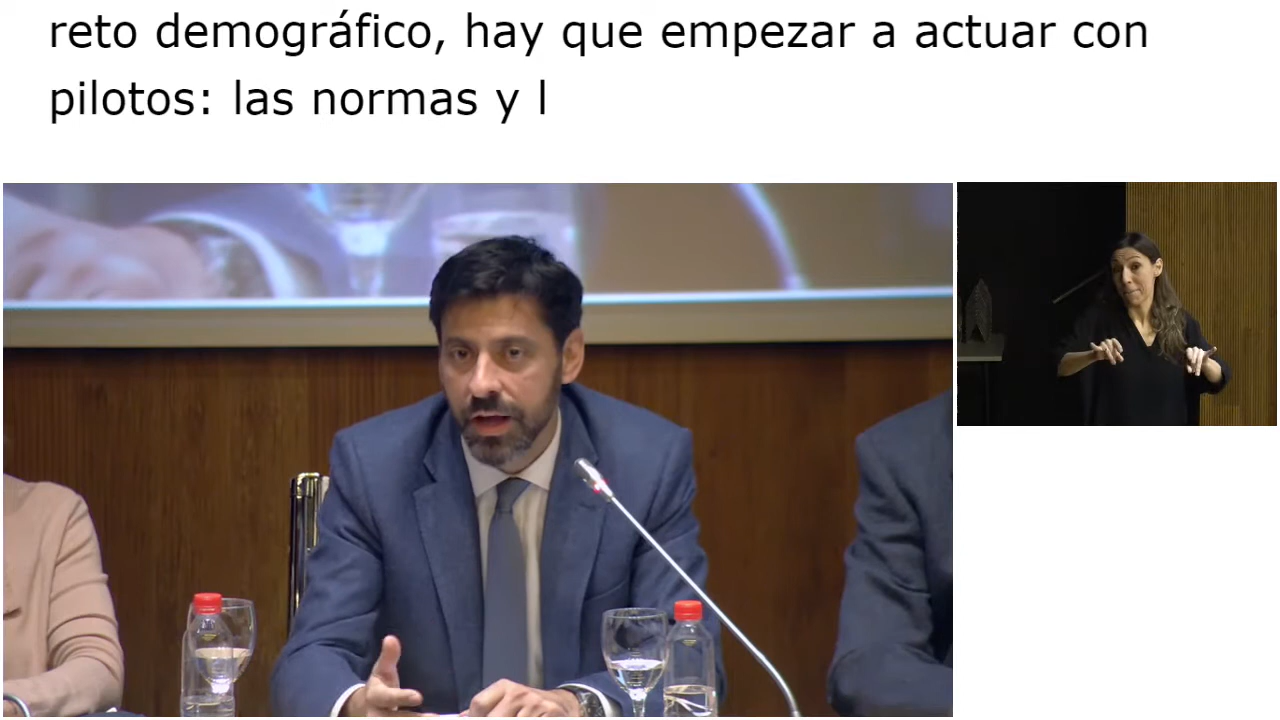 reto demográfico, hay que empezar a actuar con
pilotos: las normas y l